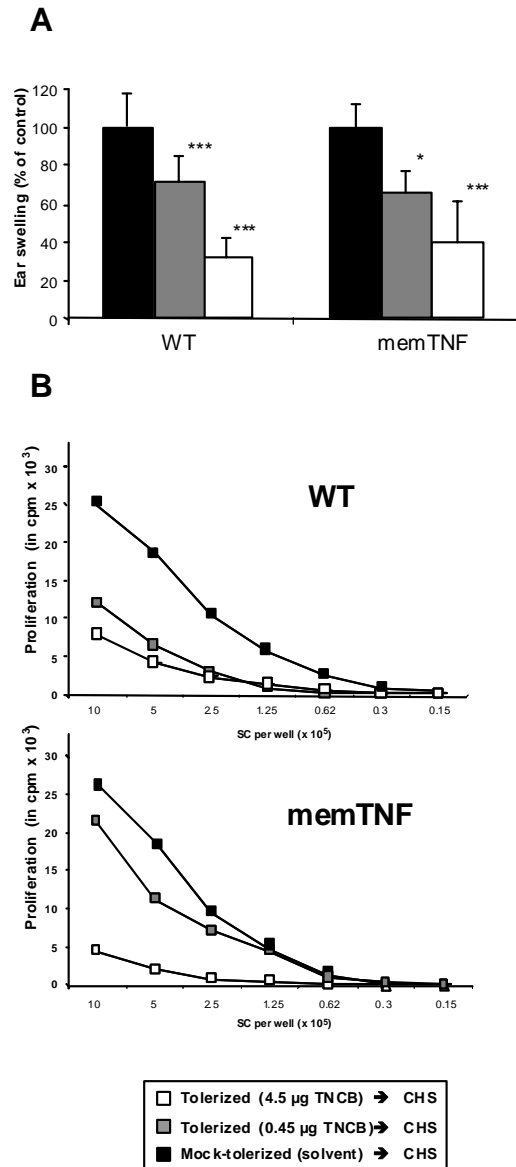 A
Ear swelling (% of control)
120
100
80
60
40
20
0
***
***
*
***
WT
memTNF
B
WT
Proliferation (in cpm x 10³)
30
25
20
15
10
5
0
10 5 2.5 1.25 0.62 0.3 0.15
SC per well (x 10⁵)
memTNF
Proliferation (in cpm x 10³)
30
25
20
15
10
5
0
10 5 2.5 1.25 0.62 0.3 0.15
SC per well (x 10⁵)
Tolerized (4.5 µg TNCB) ➔ CHS
Tolerized (0.45 µg TNCB) ➔ CHS
Mock-tolerized (solvent) ➔ CHS